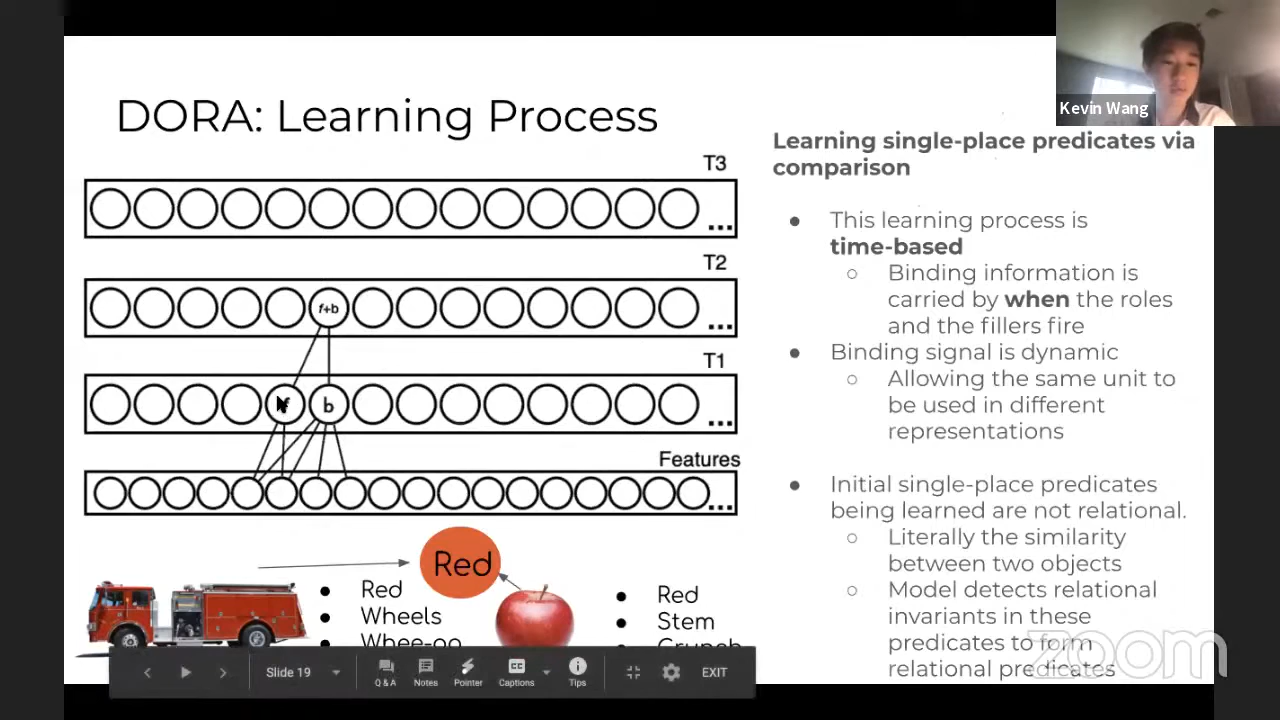 Kevin Wang
DORA: Learning Process
T3
...
T2
f+b
...
T1
b
...
Features
...
Red
Red
Wheels
Whee-oo
Red
Stem
Crunch
Learning single-place predicates via
comparison
● This learning process is
time-based
○ Binding information is
carried by when the roles
and the fillers fire
● Binding signal is dynamic
○ Allowing the same unit to
be used in different
representations
● Initial single-place predicates
being learned are not relational.
○ Literally the similarity
between two objects
○ Model detects relational
invariants in these
predicates to form
relational predicates
Slide 19
Q & A
Notes
Pointer
CC
Captions
Tips
EXIT
zoom